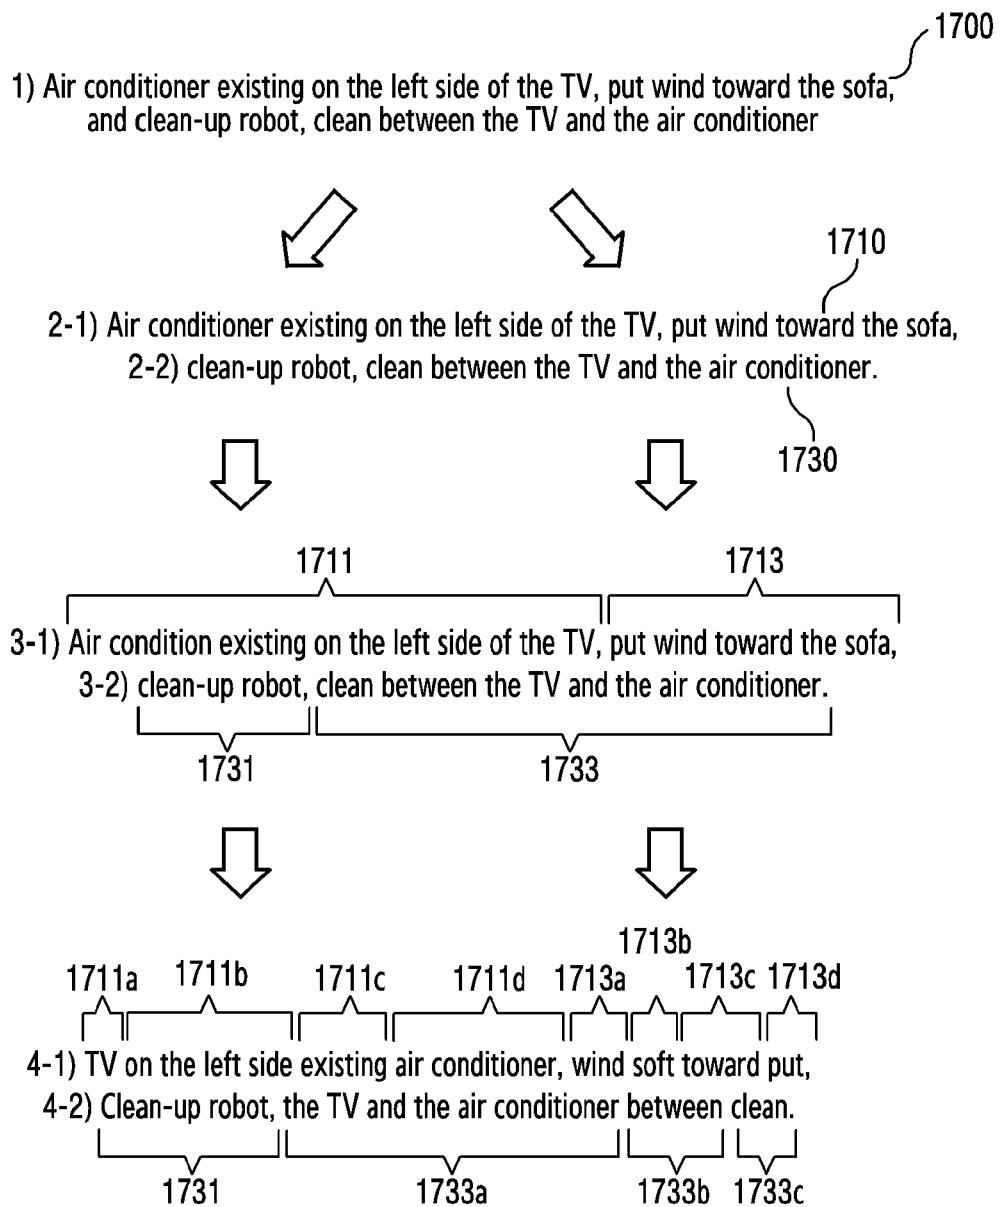 1700
1) Air conditioner existing on the left side of the TV, put wind toward the sofa,
and clean-up robot, clean between the TV and the air conditioner
1710
2-1) Air conditioner existing on the left side of the TV, put wind toward the sofa,
2-2) clean-up robot, clean between the TV and the air conditioner.
1730
1711 1713
3-1) Air condition existing on the left side of the TV, put wind toward the sofa,
3-2) clean-up robot, clean between the TV and the air conditioner.
1731 1733
1713b
1711a 1711b 1711c 1711d 1713a 1713c 1713d
4-1) TV on the left side existing air conditioner, wind soft toward put,
4-2) Clean-up robot, the TV and the air conditioner between clean.
1731 1733a 1733b 1733c